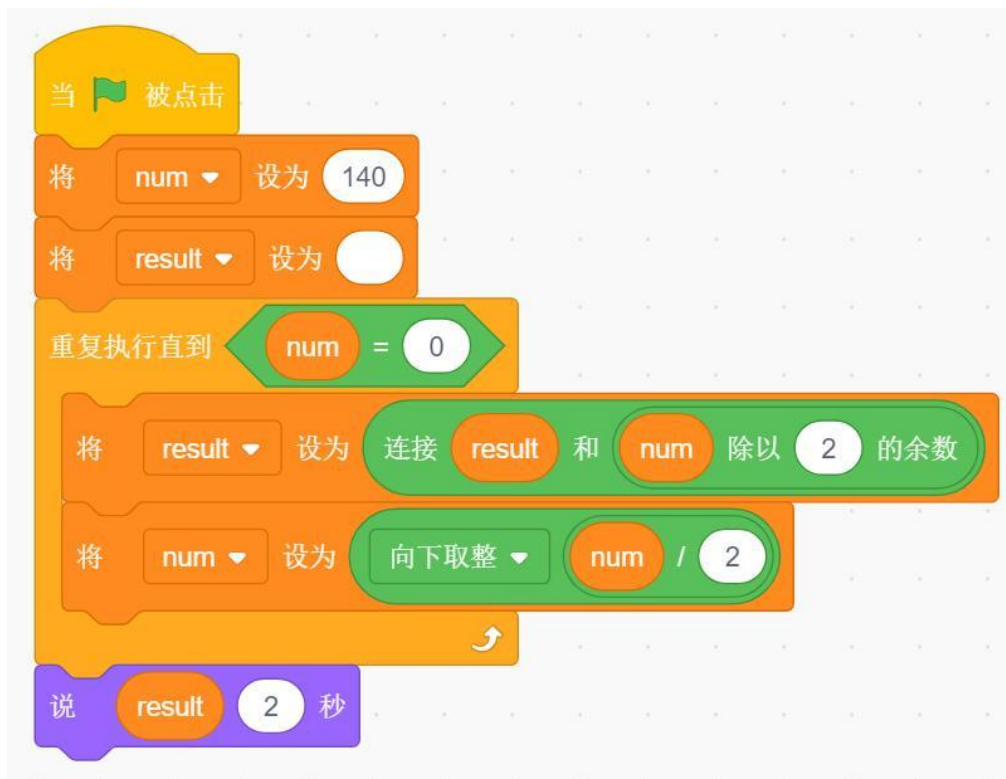 当 被点击
将 num 设为 140
将 result 设为
重复执行直到 num = 0
将 result 设为 连接 result 和 num 除以 2 的余数
将 num 设为 向下取整 num / 2
说 result 2 秒